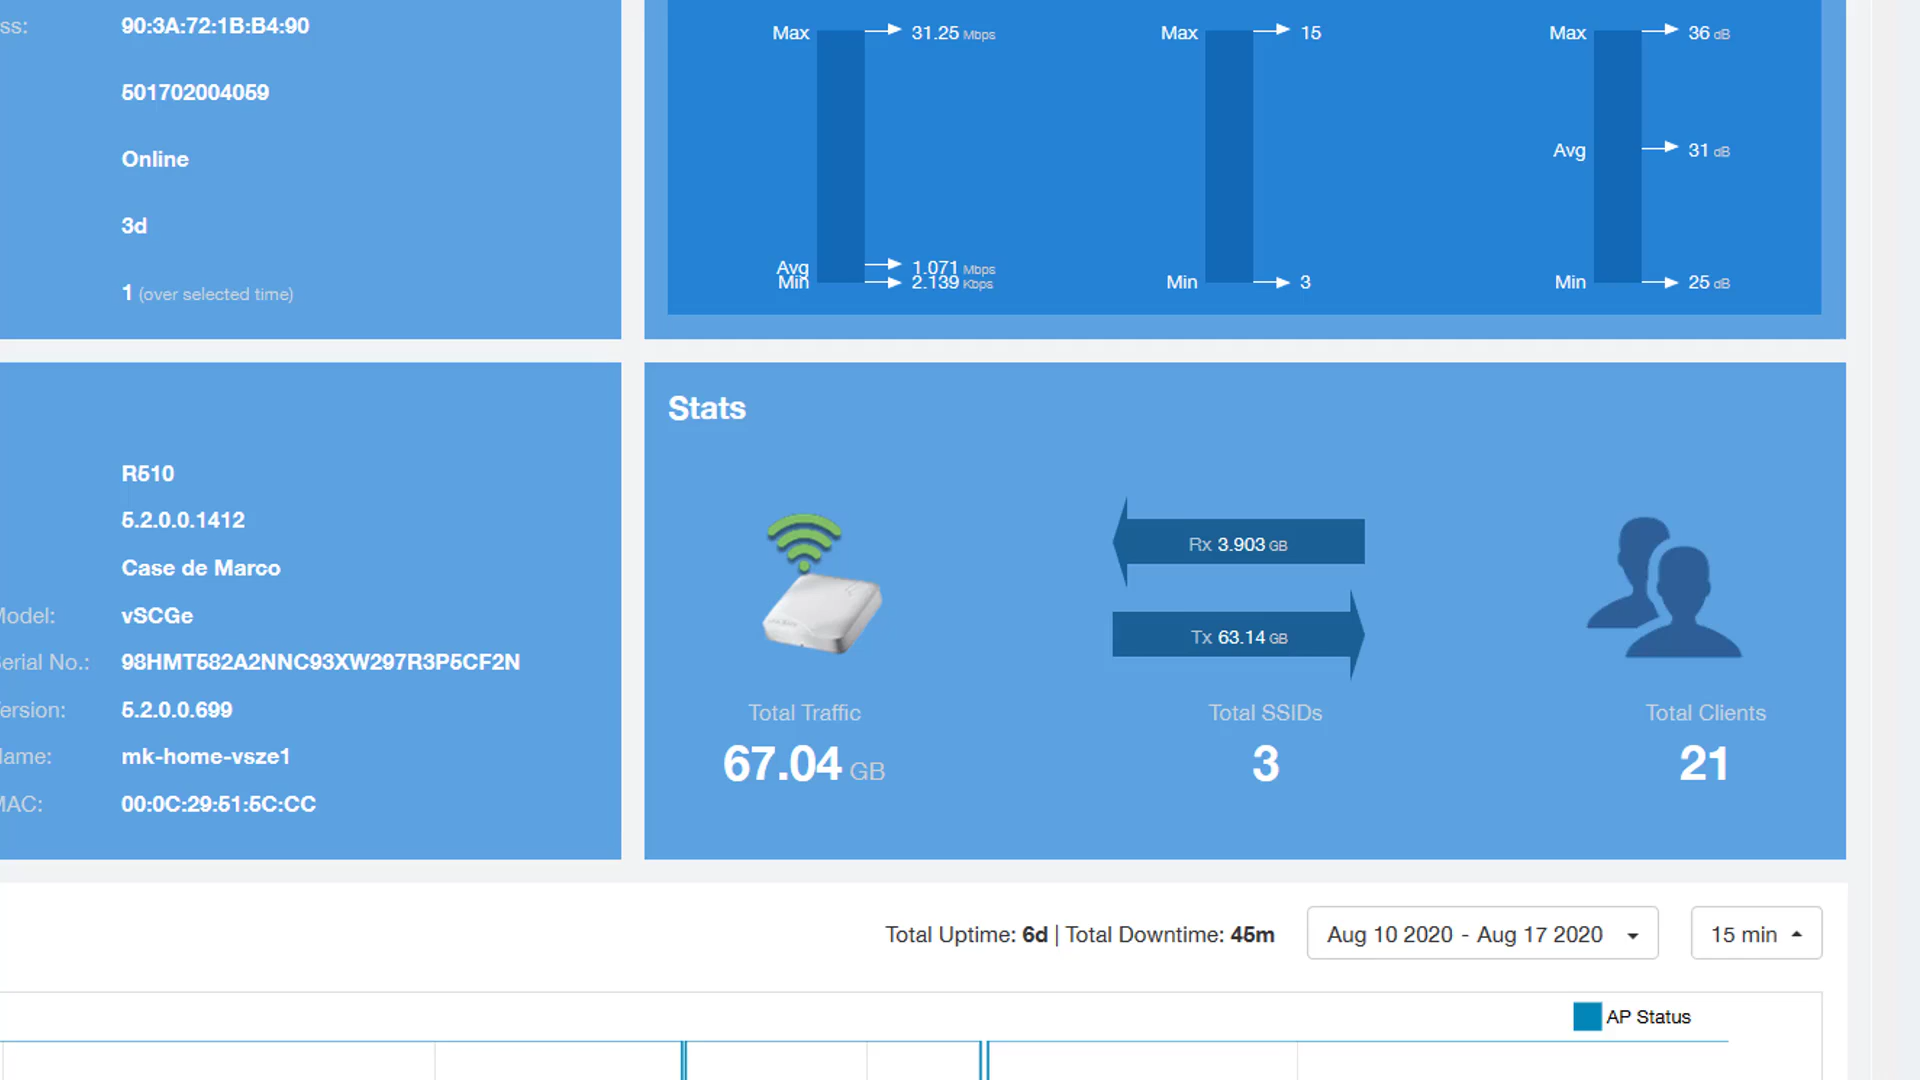 ss: 90:3A:72:1B:B4:90
501702004059
Online
3d
1 (over selected time)
Max 31.25 Mbps
Avg 1.071 Mbps
Min 2.139 Kbps
Max 15
Min 3
Max 36 dB
Avg 31 dB
Min 25 dB
R510
5.2.0.0.1412
Case de Marco
Model: vSCGe
Serial No.: 98HMT582A2NNC93XW297R3P5CF2N
ersion: 5.2.0.0.699
ame: mk-home-vsze1
MAC: 00:0C:29:51:5C:CC
Stats
Rx 3.903 GB
Tx 63.14 GB
Total Traffic
67.04 GB
Total SSIDs
3
Total Clients
21
Total Uptime: 6d | Total Downtime: 45m
Aug 10 2020 - Aug 17 2020
15 min
AP Status